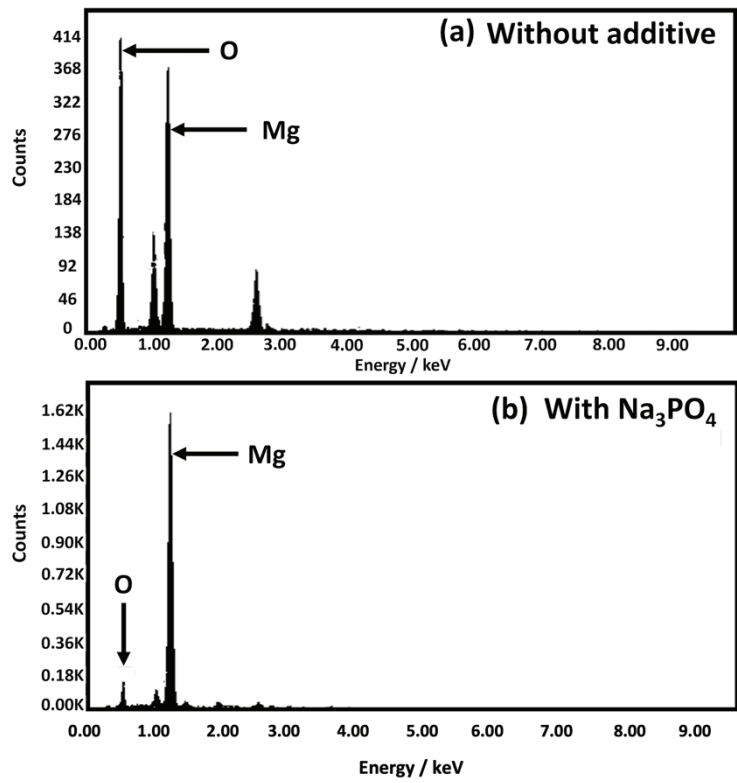 (a) Without additive
414
368
322
276
230
184
138
92
46
0
Counts
O
Mg
0.00 1.00 2.00 3.00 4.00 5.00 6.00 7.00 8.00 9.00
Energy / keV
(b) With Na₃PO₄
1.62K
1.44K
1.26K
1.08K
0.90K
0.72K
0.54K
0.36K
0.18K
0.00K
Counts
Mg
O
0.00 1.00 2.00 3.00 4.00 5.00 6.00 7.00 8.00 9.00
Energy / keV